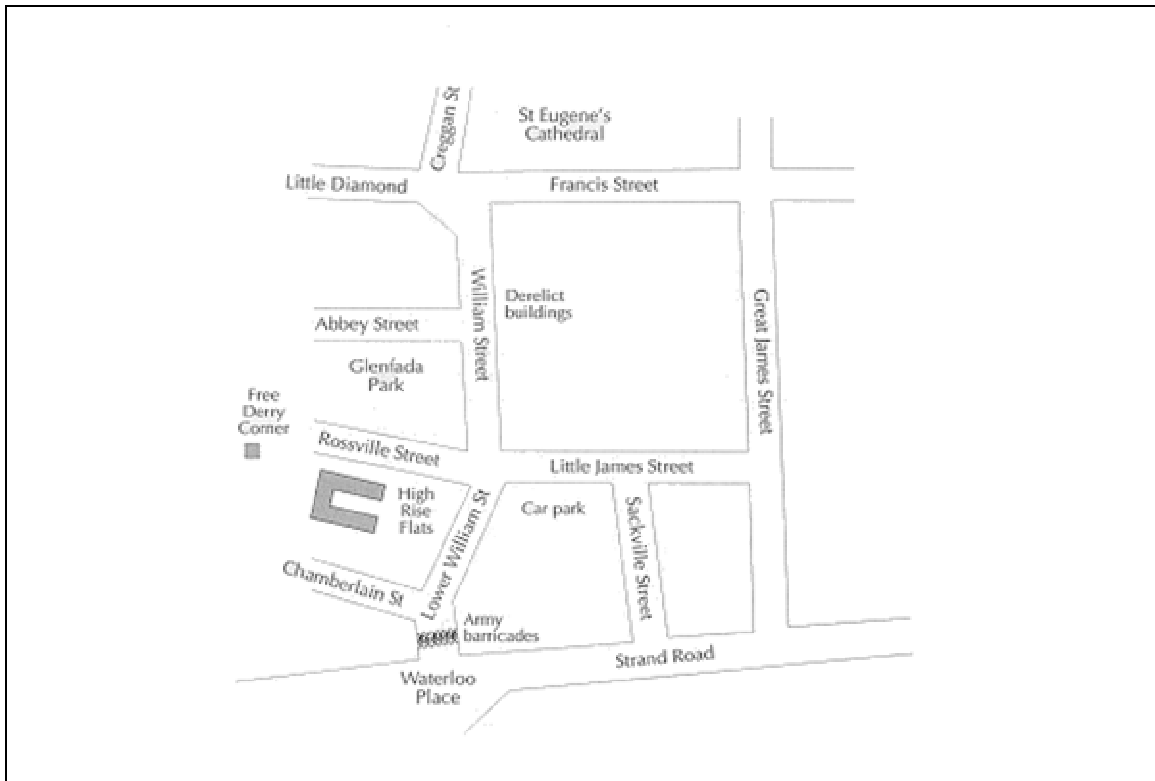 Creggan St
St Eugene's
Cathedral
Little Diamond
Francis Street
William Street
Derelict
buildings
Great James Street
Abbey Street
Glenfada
Park
Free
Derry
Corner
Rossville Street
Little James Street
High
Rise
Flats
Lower William St
Car park
Sackville Street
Chamberlain St
Army
barricades
Strand Road
Waterloo
Place